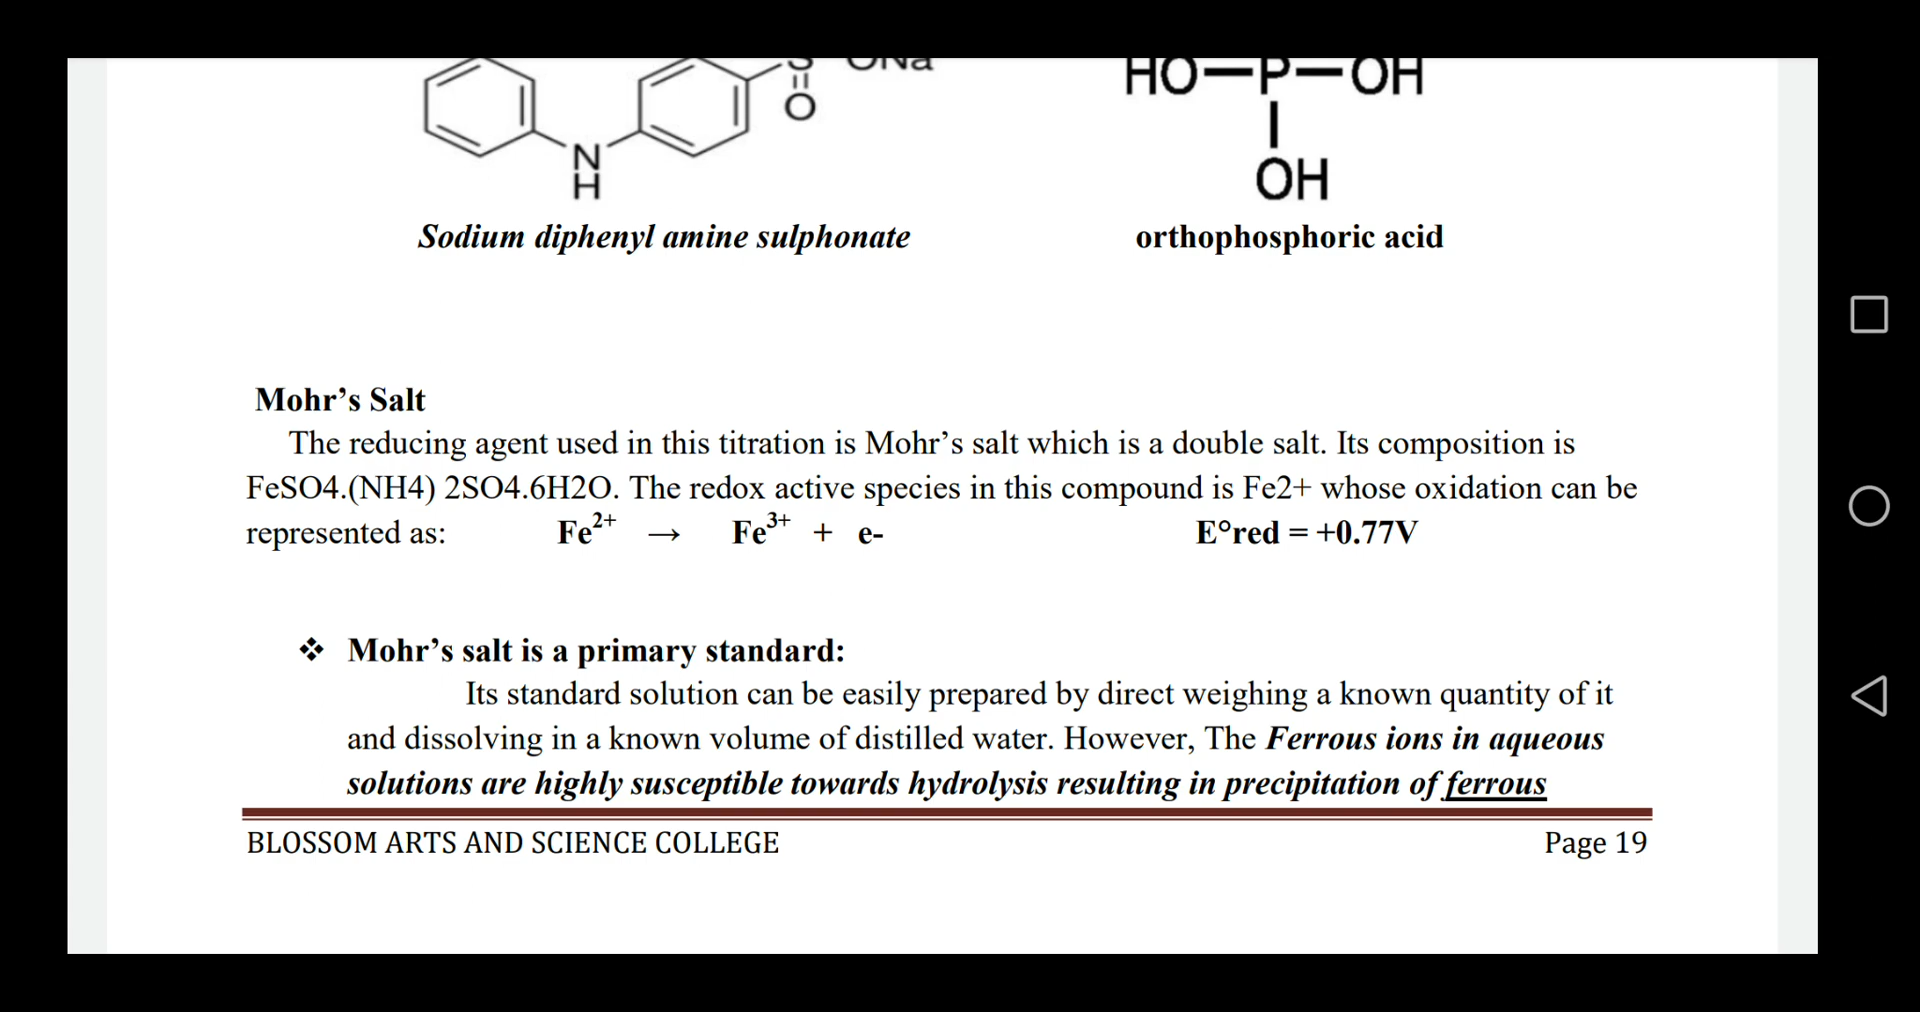 S ONa
O
N
H
HO—P—OH
OH
Sodium diphenyl amine sulphonate orthophosphoric acid
Mohr’s Salt
The reducing agent used in this titration is Mohr’s salt which is a double salt. Its composition is
FeSO4.(NH4) 2SO4.6H2O. The redox active species in this compound is Fe2+ whose oxidation can be
represented as: Fe²⁺ → Fe³⁺ + e- E°red = +0.77V
❖ Mohr’s salt is a primary standard:
Its standard solution can be easily prepared by direct weighing a known quantity of it
and dissolving in a known volume of distilled water. However, The Ferrous ions in aqueous
solutions are highly susceptible towards hydrolysis resulting in precipitation of ferrous
BLOSSOM ARTS AND SCIENCE COLLEGE Page 19